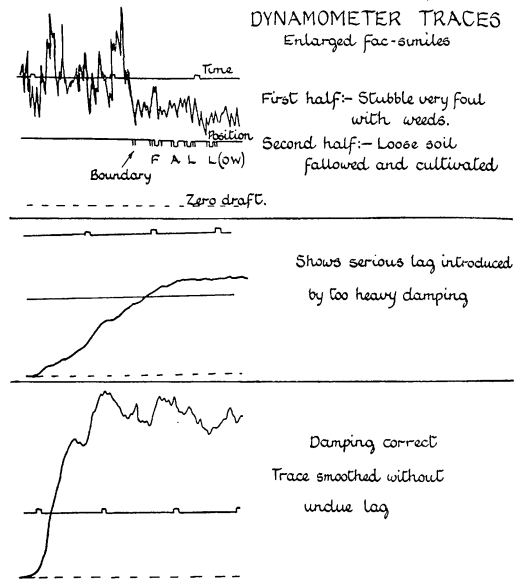 DYNAMOMETER TRACES
Enlarged fac-similes
Time
First half:- Stubble very foul
with weeds.
Position
Second half:- Loose soil
fallowed and cultivated
F A L L (OW)
Boundary
Zero draft.
Shows serious lag introduced
by too heavy damping
Damping correct
Trace smoothed without
undue lag